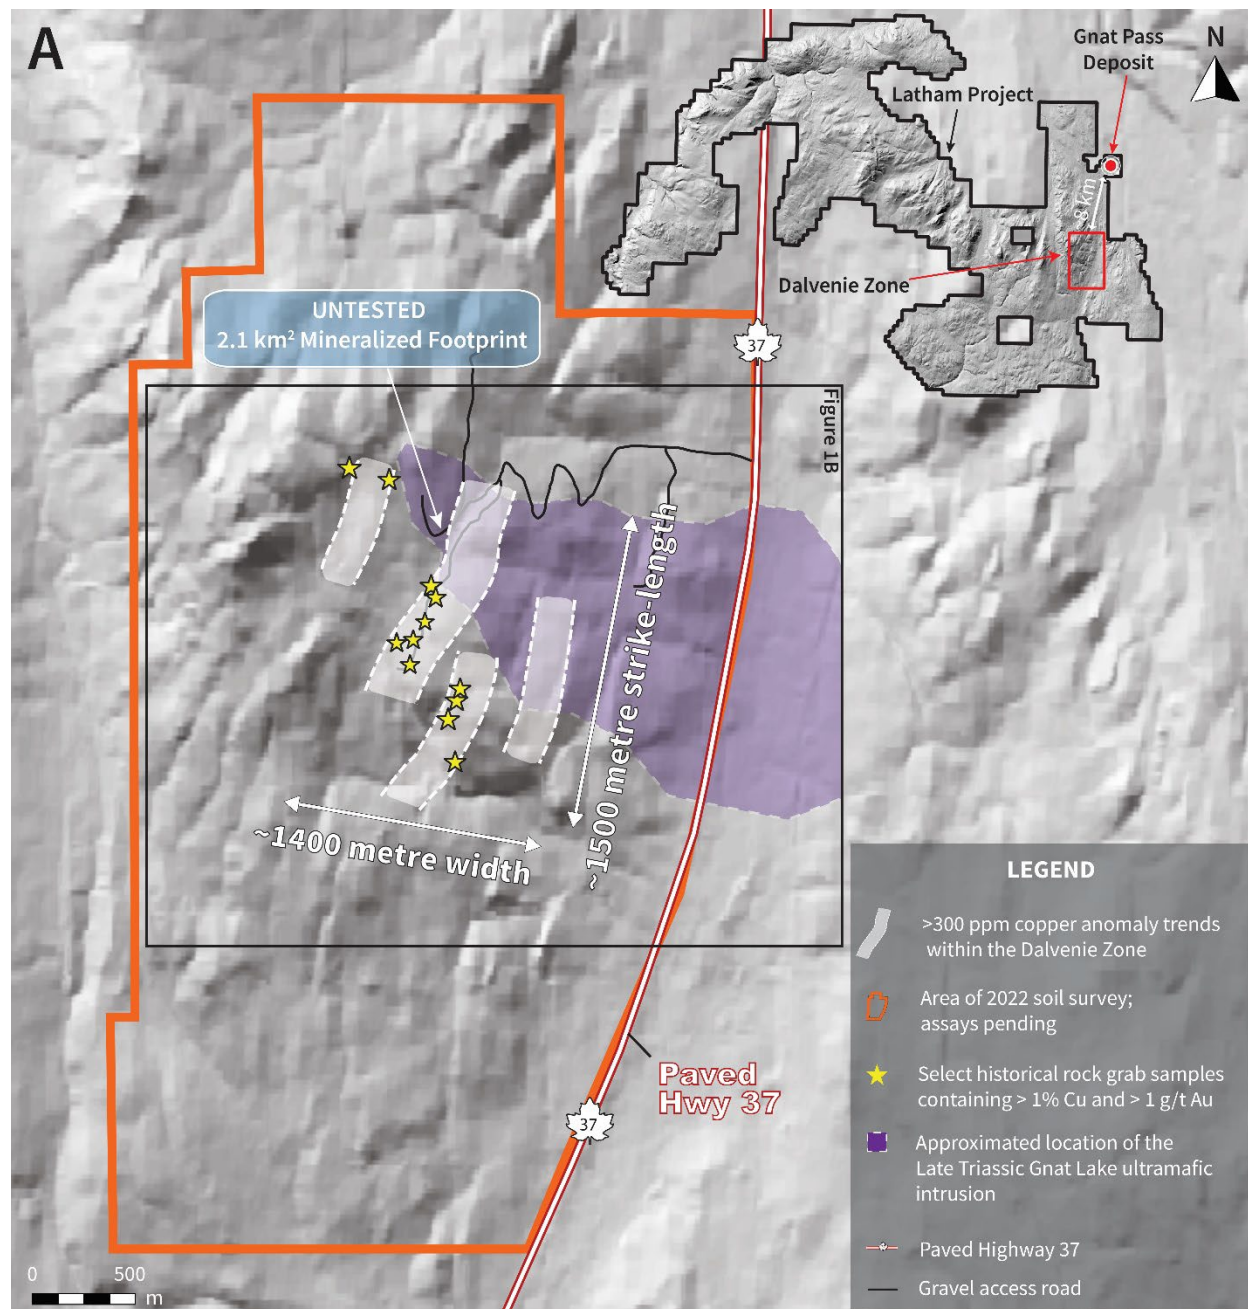 A
Gnat Pass
Deposit
N
Latham Project
8 km
Dalvenie Zone
UNTESTED
2.1 km² Mineralized Footprint
37
Figure 1B
~1500 metre strike-length
~1400 metre width
Paved
Hwy 37
37
LEGEND
>300 ppm copper anomaly trends
within the Dalvenie Zone
Area of 2022 soil survey;
assays pending
Select historical rock grab samples
containing > 1% Cu and > 1 g/t Au
Approximated location of the
Late Triassic Gnat Lake ultramafic
intrusion
Paved Highway 37
Gravel access road
0 500
m